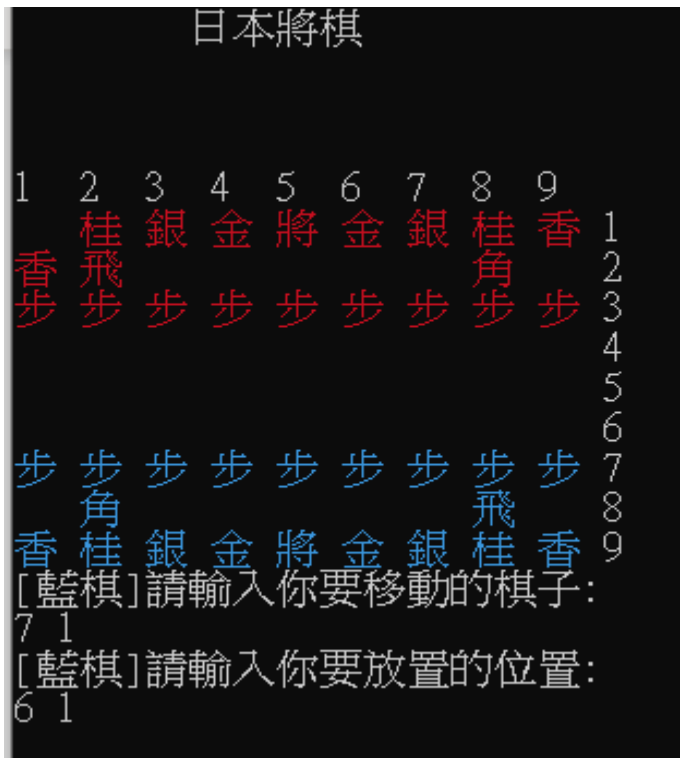 日本將棋
1 2 3 4 5 6 7 8 9
桂 銀 金 將 金 銀 桂 香 1
香 飛 角 2
步 步 步 步 步 步 步 步 步 3
4
5
6
步 步 步 步 步 步 步 步 步 7
角 飛 8
香 桂 銀 金 將 金 銀 桂 香 9
[藍棋]請輸入你要移動的棋子:
7 1
[藍棋]請輸入你要放置的位置:
6 1